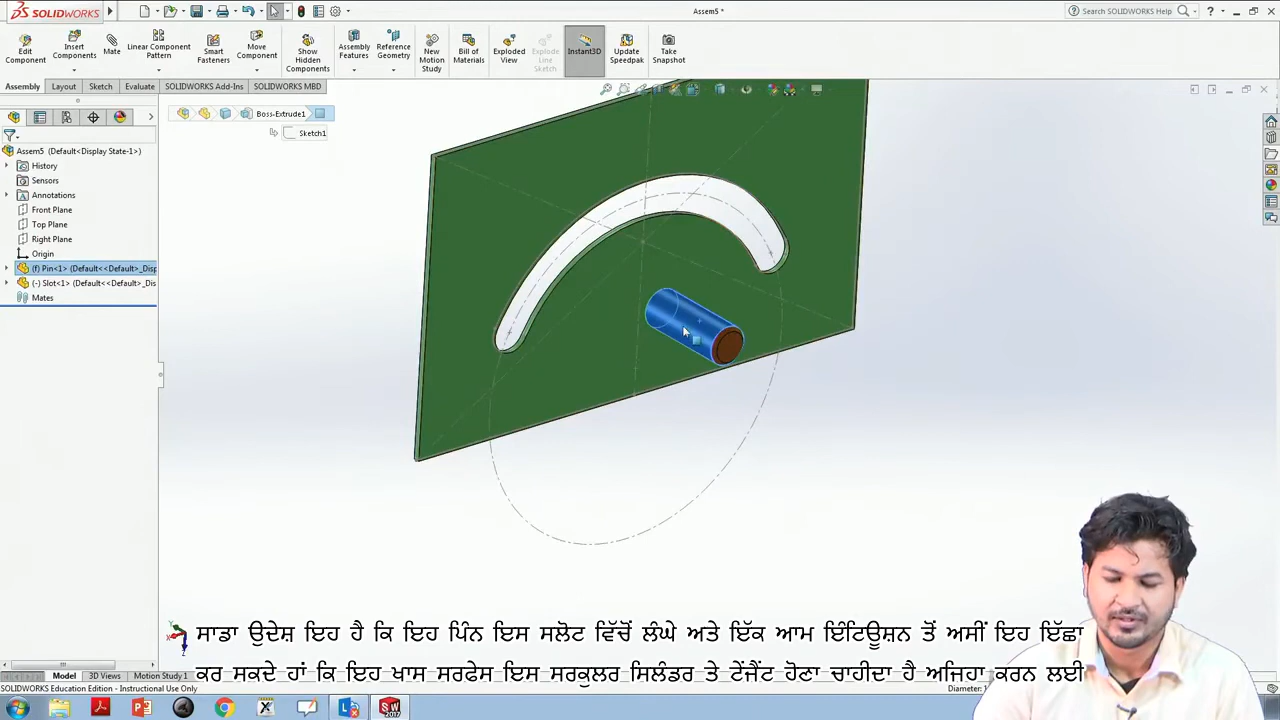 SOLIDWORKS
Assem5 *
Search SOLIDWORKS Help
Edit Component
Insert Components
Mate
Linear Component Pattern
Smart Fasteners
Move Component
Show Hidden Components
Assembly Features
Reference Geometry
New Motion Study
Bill of Materials
Exploded View
Explode Line Sketch
Instant3D
Update Speedpak
Take Snapshot
Assembly Layout Sketch Evaluate SOLIDWORKS Add-Ins SOLIDWORKS MBD
Boss-Extrude1
Sketch1
Assem5 (Default<Display State-1>)
History
Sensors
Annotations
Front Plane
Top Plane
Right Plane
Origin
(f) Pin<1> (Default<<Default>_Disp
(-) Slot<1> (Default<<Default>_Dis
Mates
ਸਾਡਾ ਉਦੇਸ਼ ਇਹ ਹੈ ਕਿ ਇਹ ਪਿੰਨ ਇਸ ਸਲੋਟ ਵਿੱਚੋਂ ਲੰਘੇ ਅਤੇ ਇੱਕ ਆਮ ਇੰਟਿਊਸ਼ਨ ਤੋਂ ਅਸੀਂ ਇਹ ਇੱਛਾ
ਕਰ ਸਕਦੇ ਹਾਂ ਕਿ ਇਹ ਖਾਸ ਸਰਫੇਸ ਇਸ ਸਰਕੁਲਰ ਸਿਲੰਡਰ ਤੇ ਟੇਂਜੈਂਟ ਹੋਣਾ ਚਾਹੀਦਾ ਹੈ ਅਜਿਹਾ ਕਰਨ ਲਈ
Model 3D Views Motion Study 1
SOLIDWORKS Education Edition - Instructional Use Only
Diameter: 1
SW 2017